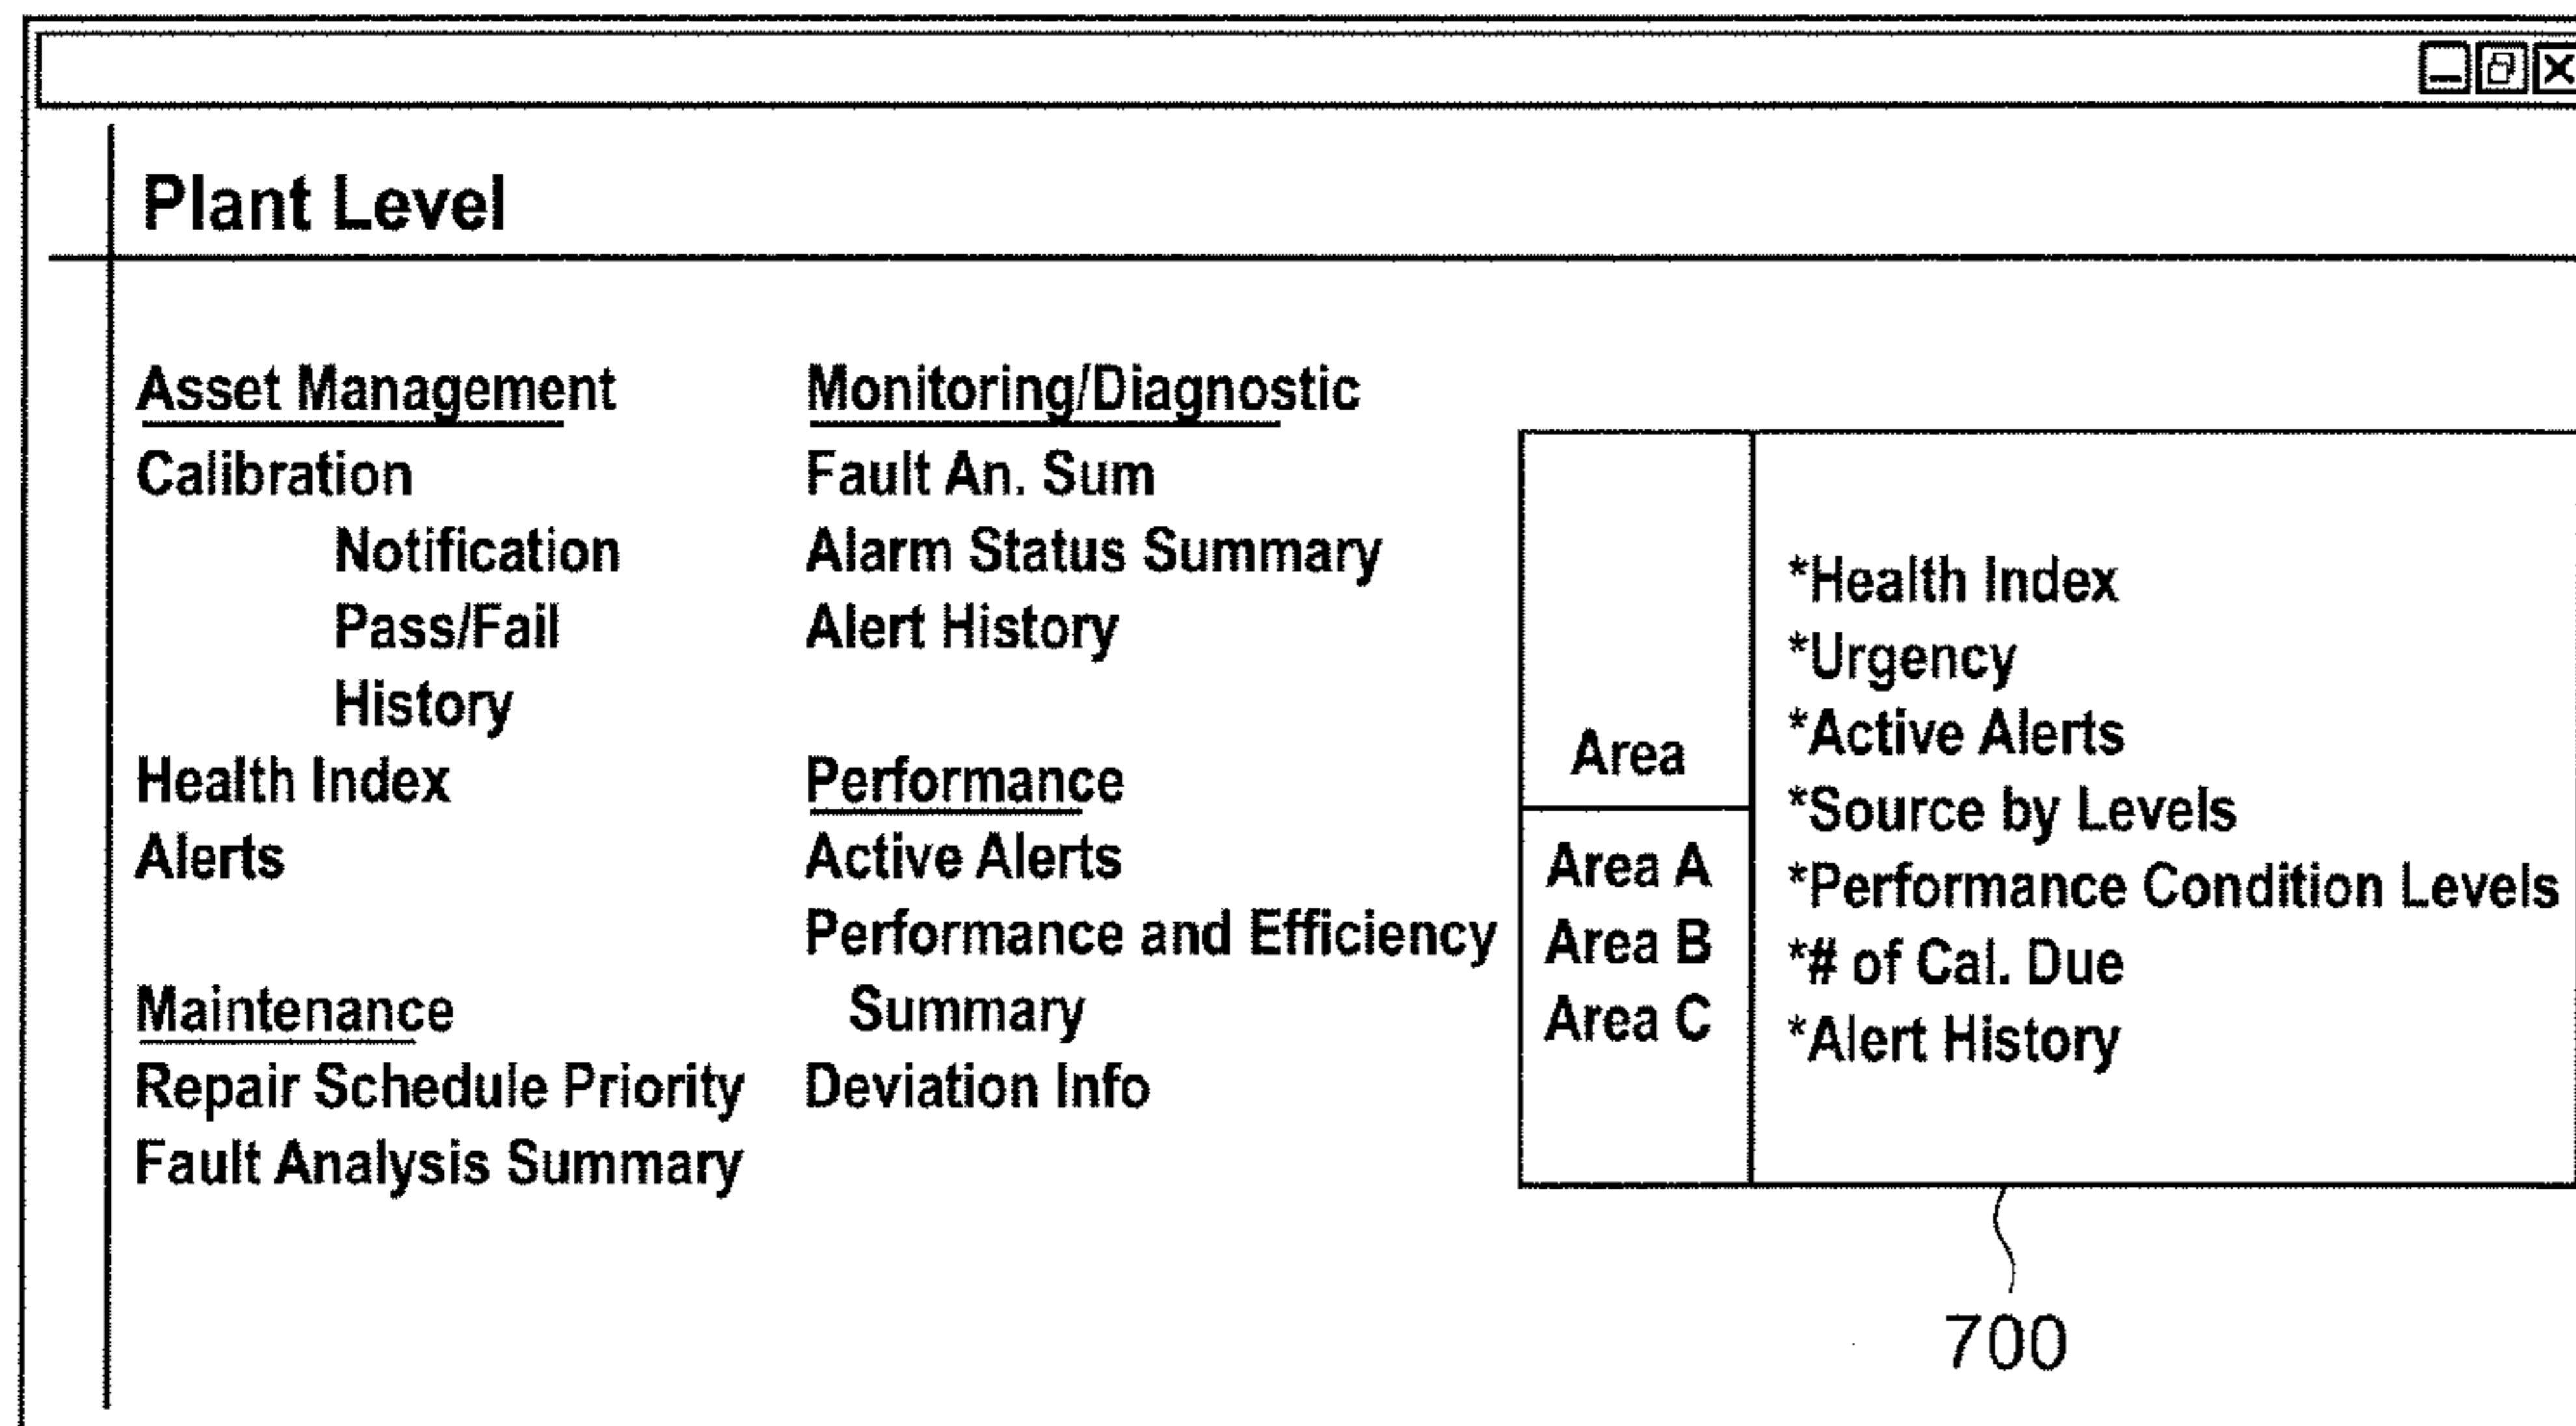 Plant Level
Asset Management
Calibration
Notification
Pass/Fail
History
Health Index
Alerts
Maintenance
Repair Schedule Priority
Fault Analysis Summary
Monitoring/Diagnostic
Fault An. Sum
Alarm Status Summary
Alert History
Performance
Active Alerts
Performance and Efficiency
Summary
Deviation Info
Area
Area A
Area B
Area C
*Health Index
*Urgency
*Active Alerts
*Source by Levels
*Performance Condition Levels
*# of Cal. Due
*Alert History
700